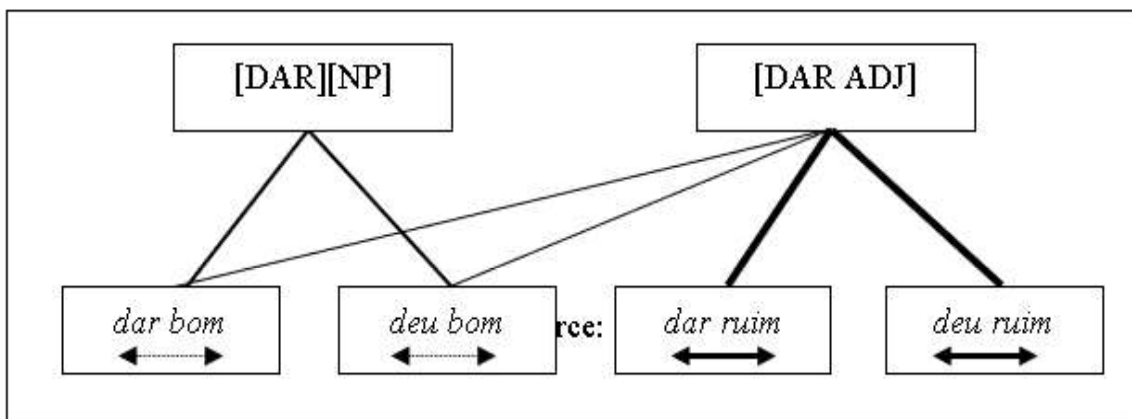 [DAR][NP]
[DAR ADJ]
dar bom
deu bom
rce:
dar ruim
deu ruim